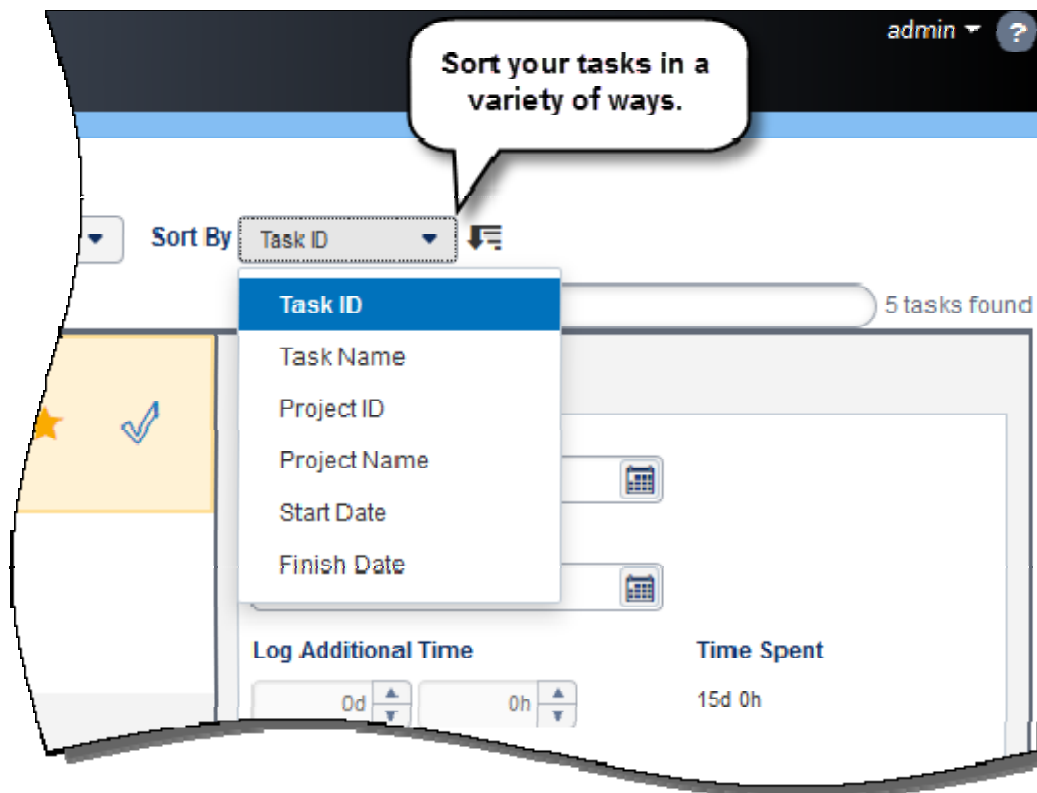 admin ?
Sort your tasks in a
variety of ways.
Sort By Task ID
5 tasks found
Task ID
Task Name
Project ID
Project Name
Start Date
Finish Date
Log Additional Time Time Spent
0d 0h 15d 0h